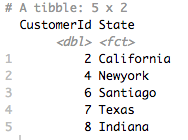 # A tibble: 5 x 2
CustomerId State
<dbl> <fct>
1 2 California
2 4 Newyork
3 6 Santiago
4 7 Texas
5 8 Indiana